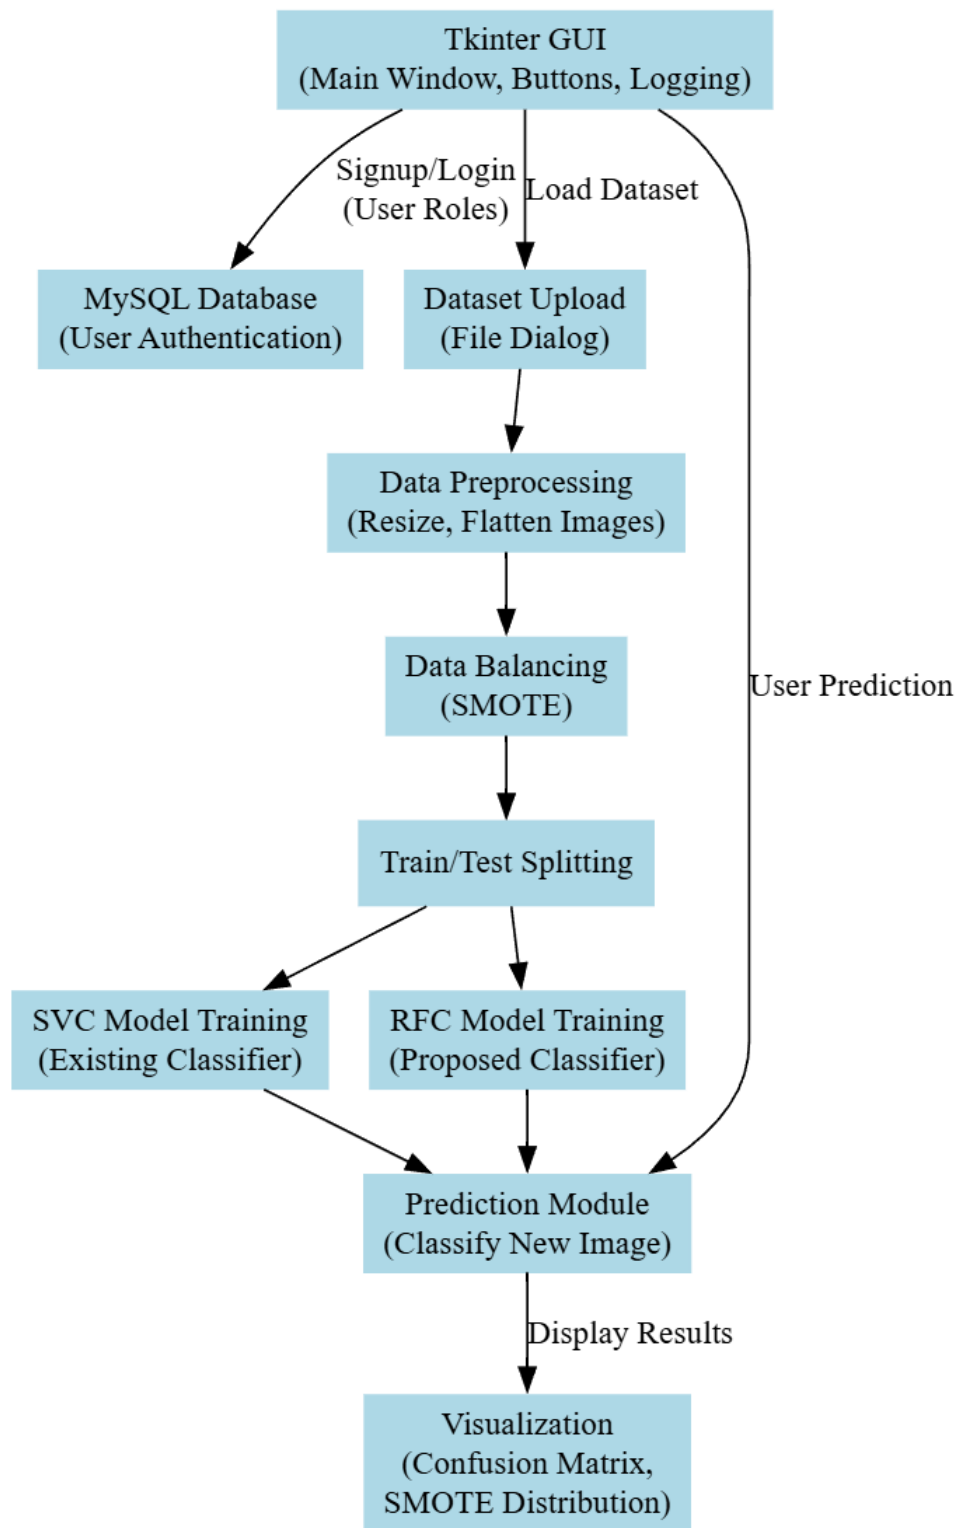 Tkinter GUI
(Main Window, Buttons, Logging)
Signup/Login
(User Roles)
Load Dataset
MySQL Database
(User Authentication)
Dataset Upload
(File Dialog)
Data Preprocessing
(Resize, Flatten Images)
Data Balancing
(SMOTE)
User Prediction
Train/Test Splitting
SVC Model Training
(Existing Classifier)
RFC Model Training
(Proposed Classifier)
Prediction Module
(Classify New Image)
Display Results
Visualization
(Confusion Matrix,
SMOTE Distribution)